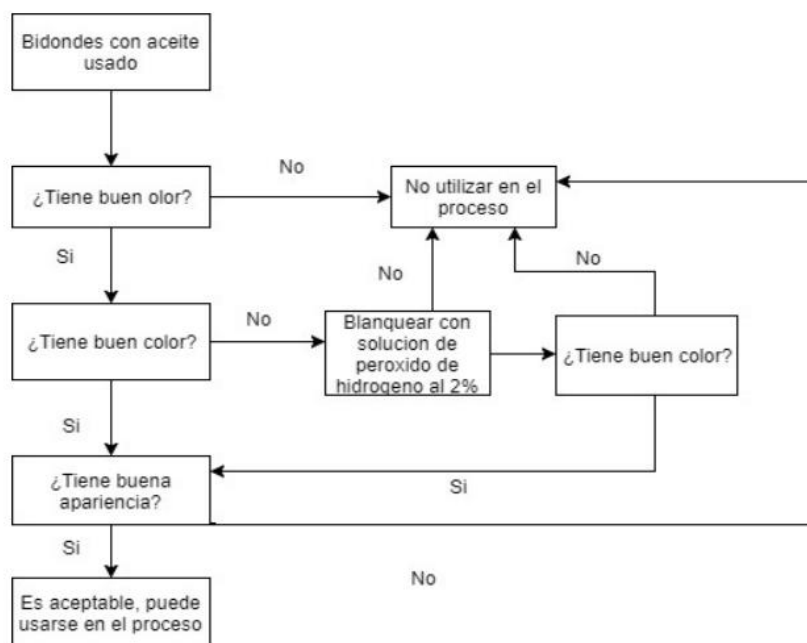 Bidondes con aceite
usado
No
¿Tiene buen olor?
No utilizar en el
proceso
Si
No
No
¿Tiene buen color?
No
Blanquear con
solucion de
peroxido de
hidrogeno al 2%
¿Tiene buen color?
Si
¿Tiene buena
apariencia?
Si
Si
No
Es aceptable, puede
usarse en el proceso